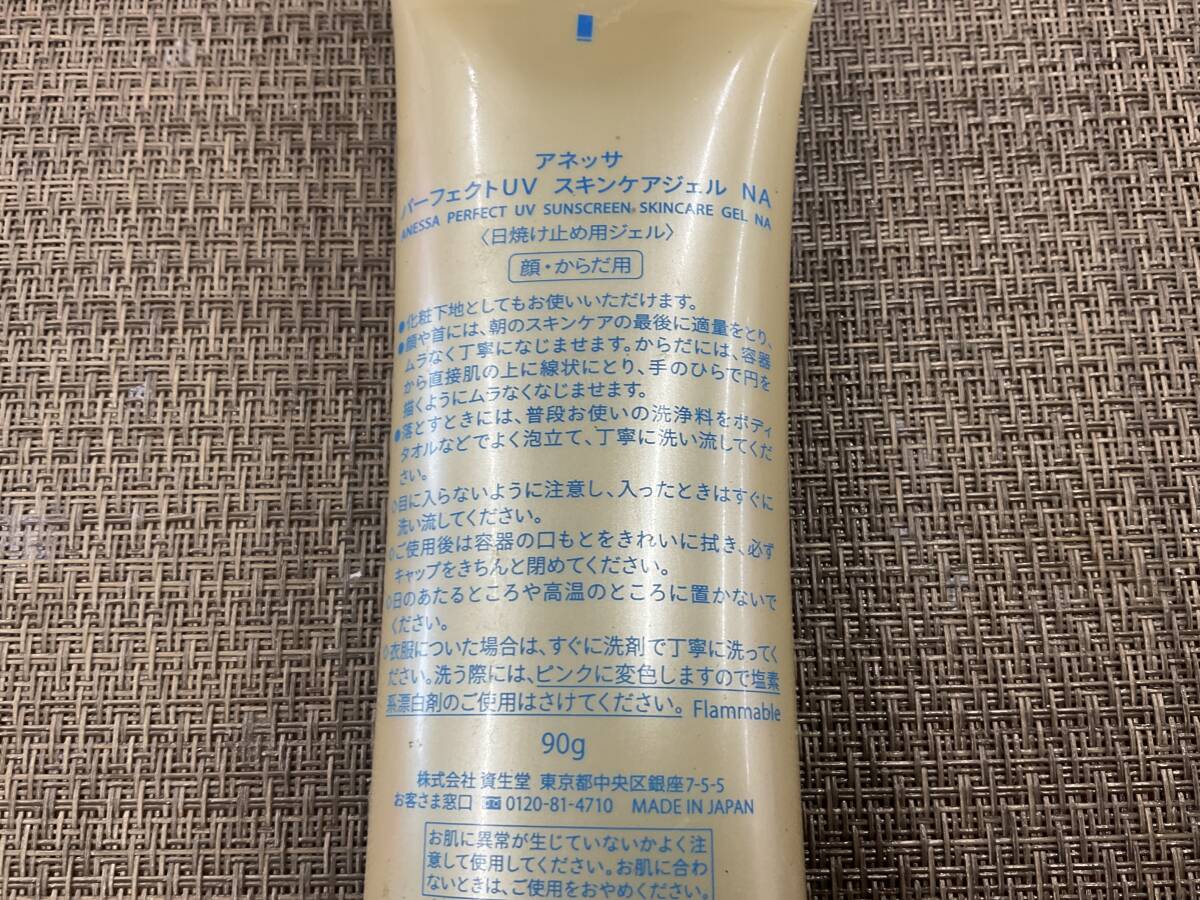 アネッサ
パーフェクトUV スキンケアジェル NA
ANESSA PERFECT UV SUNSCREEN SKINCARE GEL NA
〈日焼け止め用ジェル〉
顔・からだ用
●化粧下地としてもお使いいただけます。
●顔や首には、朝のスキンケアの最後に適量をとり、
ムラなく丁寧になじませます。からだには、容器
から直接肌の上に線状にとり、手のひらで円を
描くようにムラなくなじませます。
●落とすときには、普段お使いの洗浄料をボディ
タオルなどでよく泡立て、丁寧に洗い流してくだ
さい。
◇目に入らないように注意し、入ったときはすぐに
洗い流してください。
◇ご使用後は容器の口もとをきれいに拭き、必ず
キャップをきちんと閉めてください。
◇日のあたるところや高温のところに置かないで
ください。
◇衣服についた場合は、すぐに洗剤で丁寧に洗ってく
ださい。洗う際には、ピンクに変色しますので塩素
系漂白剤のご使用はさけてください。 Flammable
90g
株式会社 資生堂 東京都中央区銀座7-5-5
お客さま窓口 0120-81-4710 MADE IN JAPAN
お肌に異常が生じていないかよく注
意して使用してください。お肌に合わ
ないときは、ご使用をおやめください。